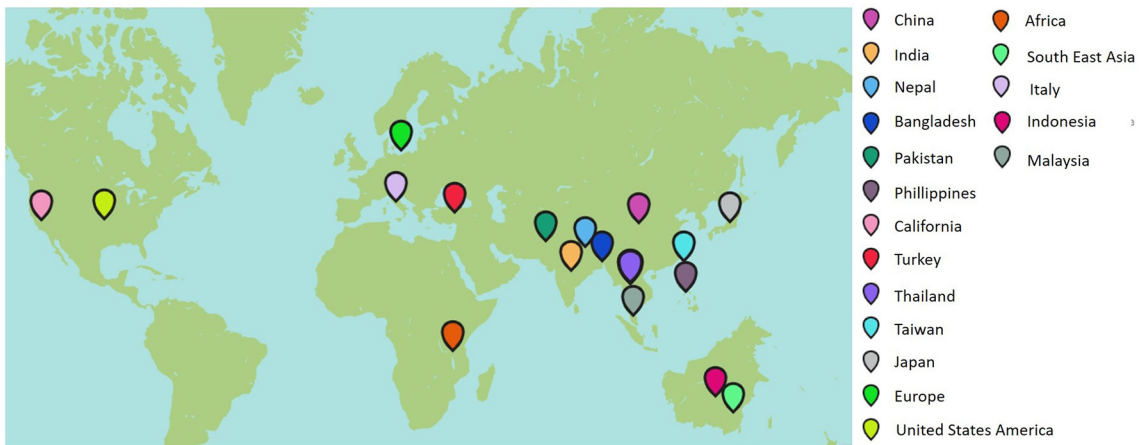 China
India
Nepal
Bangladesh
Pakistan
Phillippines
California
Turkey
Thailand
Taiwan
Japan
Europe
United States America
Africa
South East Asia
Italy
Indonesia
Malaysia